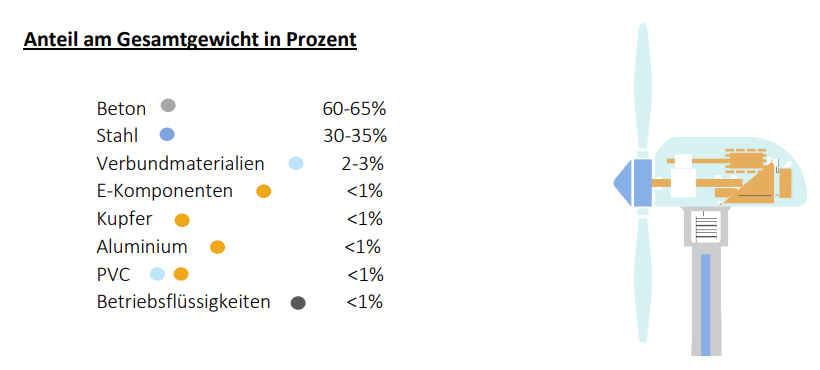 Anteil am Gesamtgewicht in Prozent
Beton 60-65%
Stahl 30-35%
Verbundmaterialien 2-3%
E-Komponenten <1%
Kupfer <1%
Aluminium <1%
PVC <1%
Betriebsflüssigkeiten <1%